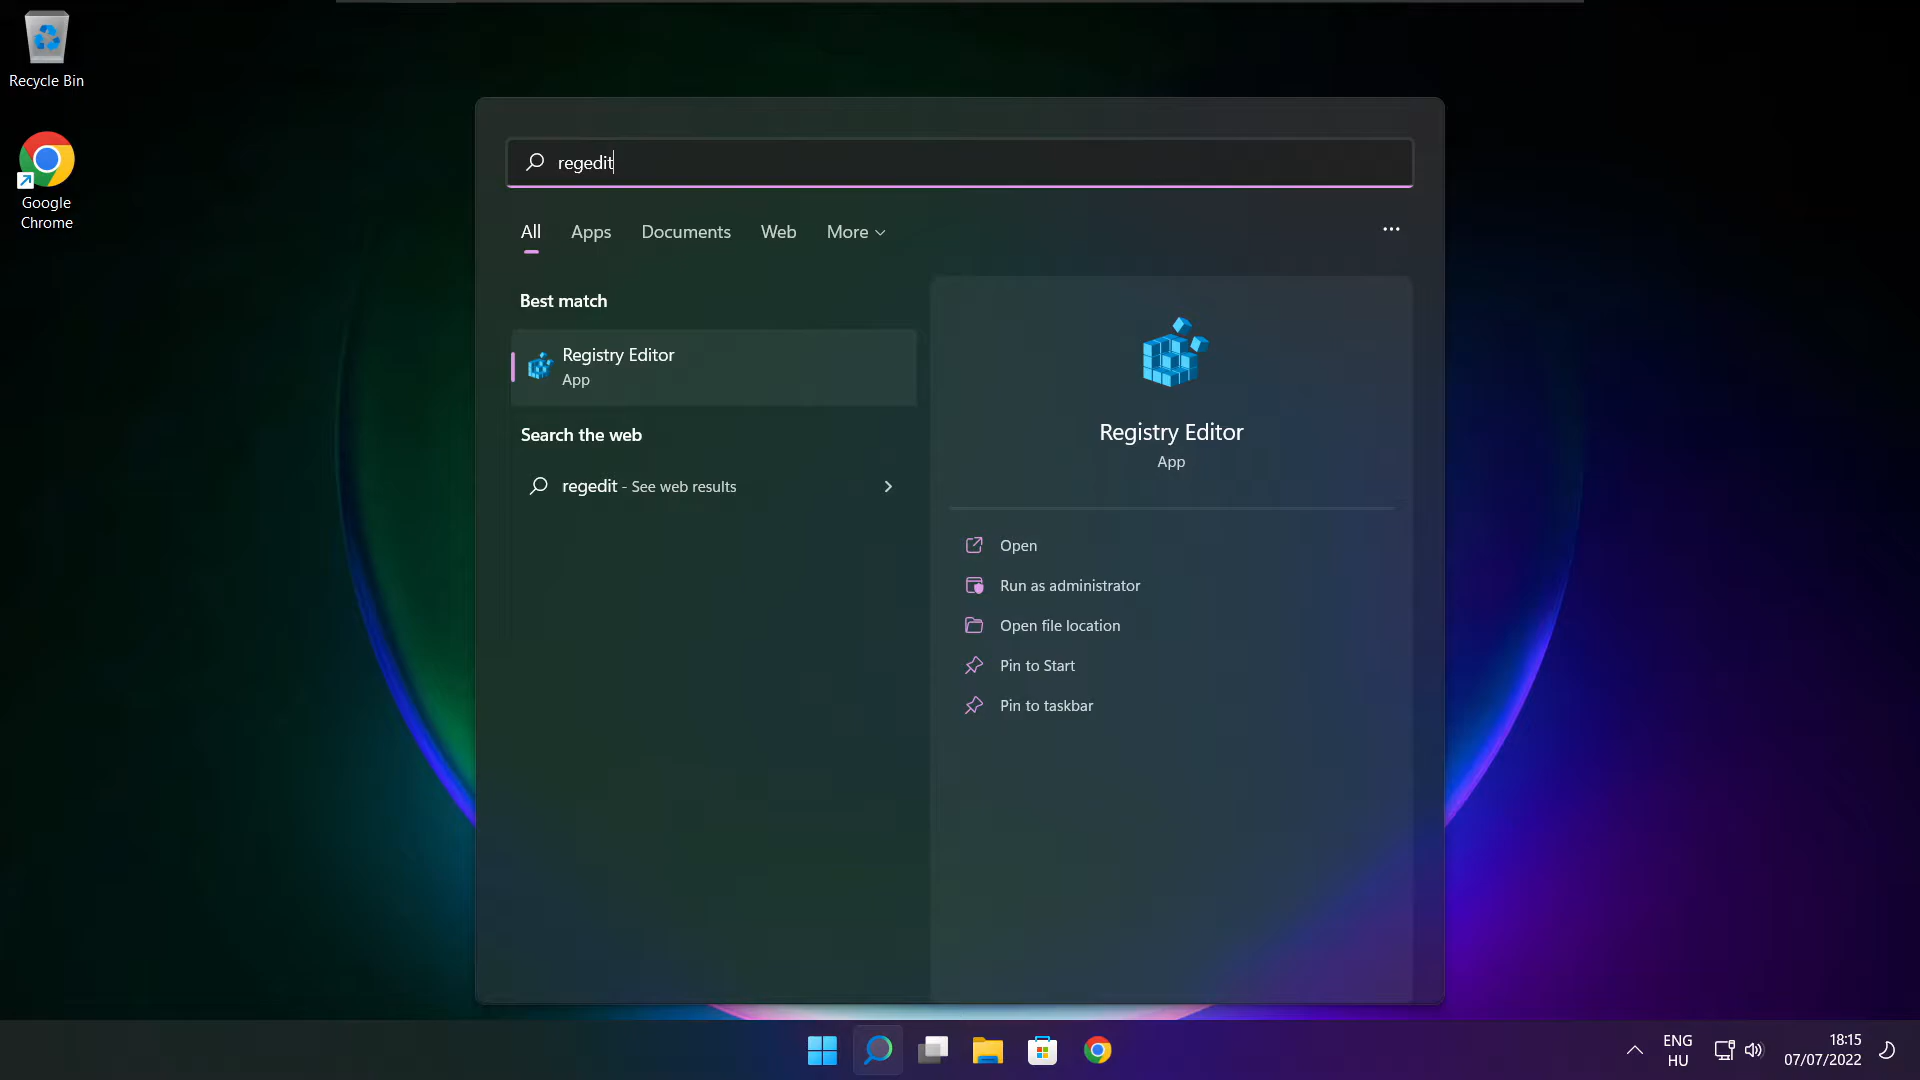 Recycle Bin
Google
Chrome
regedit
All
Apps
Documents
Web
More
Best match
Registry Editor
App
Search the web
regedit - See web results
Registry Editor
App
Open
Run as administrator
Open file location
Pin to Start
Pin to taskbar
ENG
HU
18:15
07/07/2022